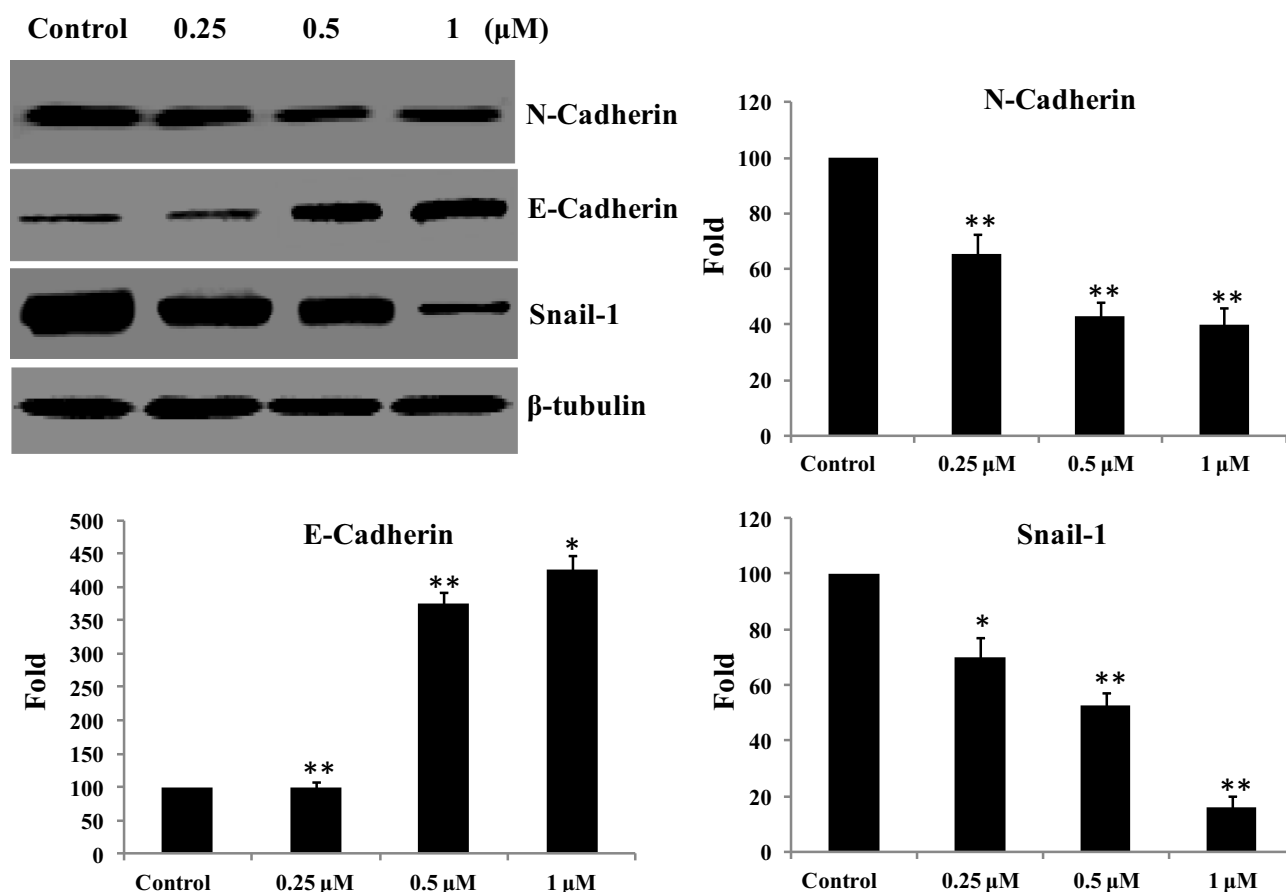 Control 0.25 0.5 1 (μM)
N-Cadherin
E-Cadherin
Snail-1
β-tubulin
N-Cadherin
Fold
120
100
80
60
40
20
0
**
**
**
Control 0.25 μM 0.5 μM 1 μM
E-Cadherin
Fold
500
450
400
350
300
250
200
150
100
50
0
**
**
*
Control 0.25 μM 0.5 μM 1 μM
Snail-1
Fold
120
100
80
60
40
20
0
*
**
**
Control 0.25 μM 0.5 μM 1 μM